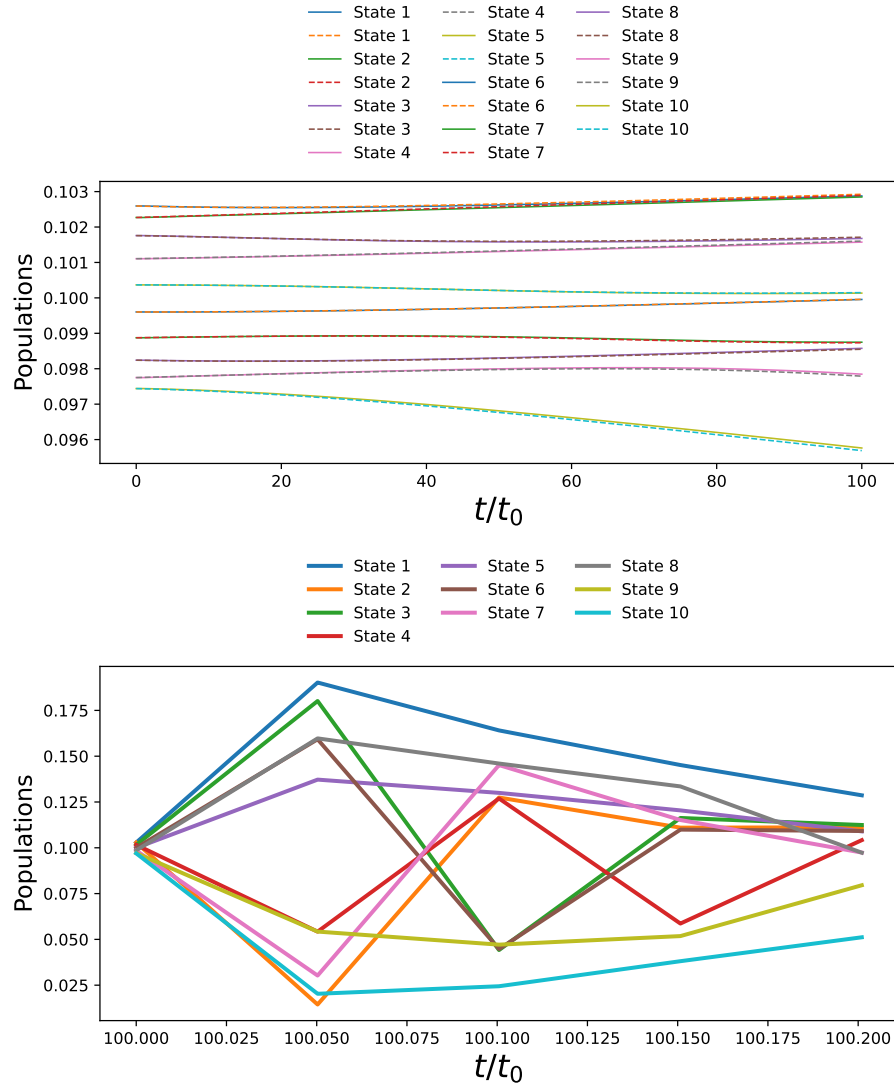 State 1 State 4 State 8
State 1 State 5 State 8
State 2 State 5 State 9
State 2 State 6 State 9
State 3 State 6 State 10
State 3 State 7 State 10
State 4 State 7
0.103
0.102
0.101
0.100
0.099
0.098
0.097
0.096
Populations
0 20 40 60 80 100
t/t0
State 1 State 5 State 8
State 2 State 6 State 9
State 3 State 7 State 10
State 4
0.175
0.150
0.125
0.100
0.075
0.050
0.025
Populations
100.000 100.025 100.050 100.075 100.100 100.125 100.150 100.175 100.200
t/t0